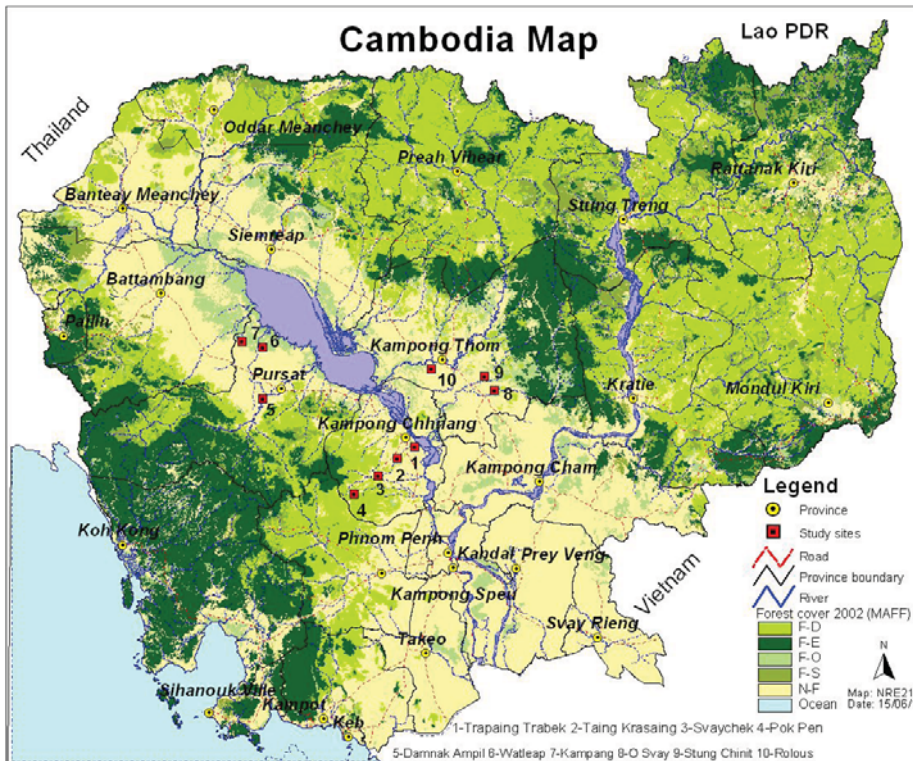 Cambodia Map
Lao PDR
Thailand
Oddar Meanchey
Preah Vihear
Rattanak Kiri
Banteay Meanchey
Stung Treng
Siemreap
Battambang
Pailin
7
6
Kampong Thom
9
10
8
Pursat
5
Kratie
Mondul Kiri
Kampong Chhnang
1
2
3
4
Kampong Cham
Legend
Province
Study sites
Road
Province boundary
River
Forest cover 2002 (MAFF)
F-D
F-E
F-O
F-S
N-F
Ocean
N
Map: NRE21
Date: 15/06/
Koh Kong
Phnom Penh
Kandal Prey Veng
Kampong Speu
Vietnam
Svay Rieng
Takeo
Sihanouk Ville
Kampot
Keb
1-Trapaing Trabek 2-Taing Krasaing 3-Svaychek 4-Pok Pen
5-Damnak Ampil 6-Watleap 7-Kampang 8-O Svay 9-Stung Chinit 10-Rolous